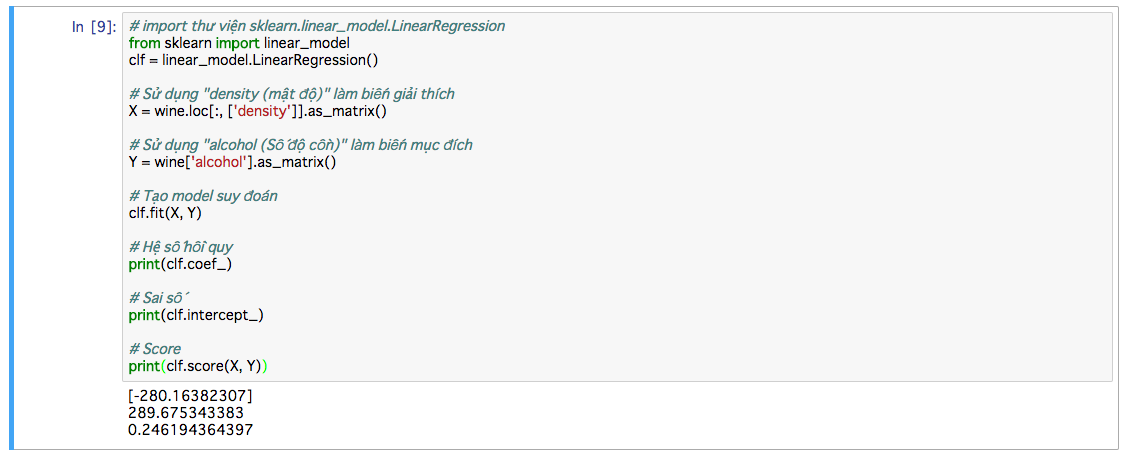 In [9]:
# import thư viện sklearn.linear_model.LinearRegression
from sklearn import linear_model
clf = linear_model.LinearRegression()
# Sử dụng "density (mật độ)" làm biến giải thích
X = wine.loc[:, ['density']].as_matrix()
# Sử dụng "alcohol (Số độ cồn)" làm biến mục đích
Y = wine['alcohol'].as_matrix()
# Tạo model suy đoán
clf.fit(X, Y)
# Hệ số hồi quy
print(clf.coef_)
# Sai số
print(clf.intercept_)
# Score
print(clf.score(X, Y))
[-280.16382307]
289.675343383
0.246194364397